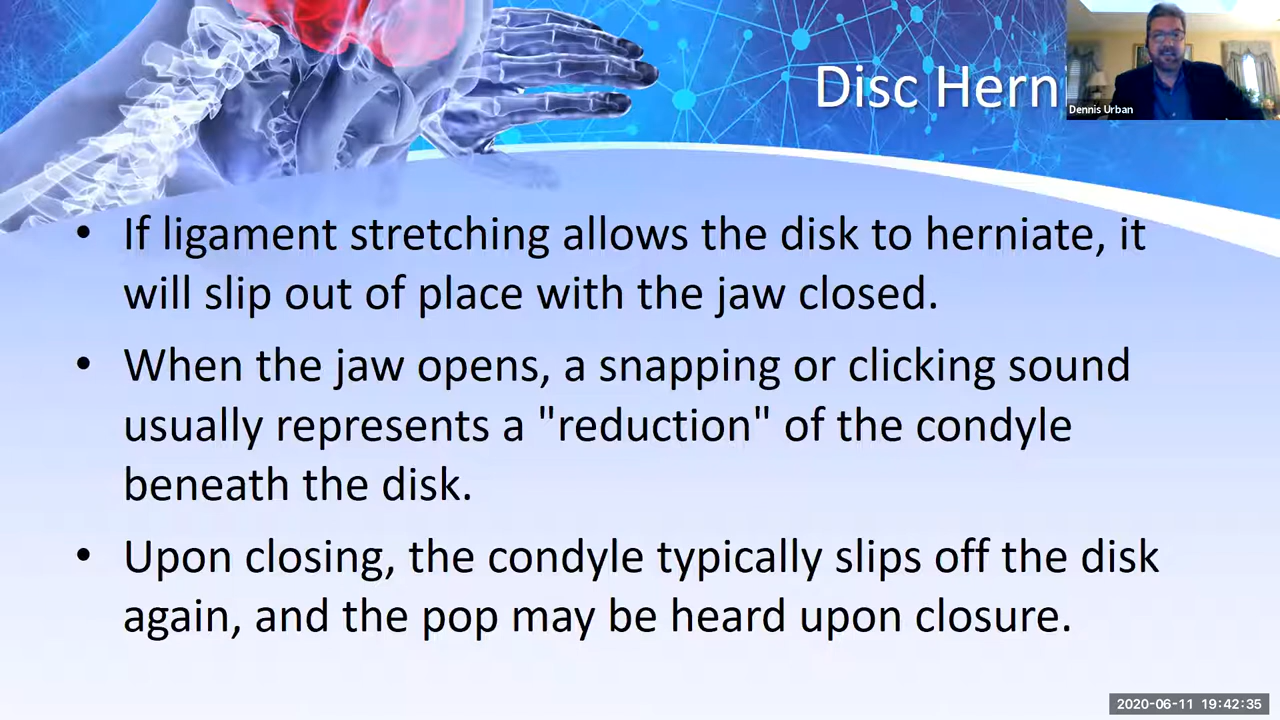 Disc Hern
Dennis Urban
• If ligament stretching allows the disk to herniate, it
will slip out of place with the jaw closed.
• When the jaw opens, a snapping or clicking sound
usually represents a "reduction" of the condyle
beneath the disk.
• Upon closing, the condyle typically slips off the disk
again, and the pop may be heard upon closure.
2020-06-11 19:42:35